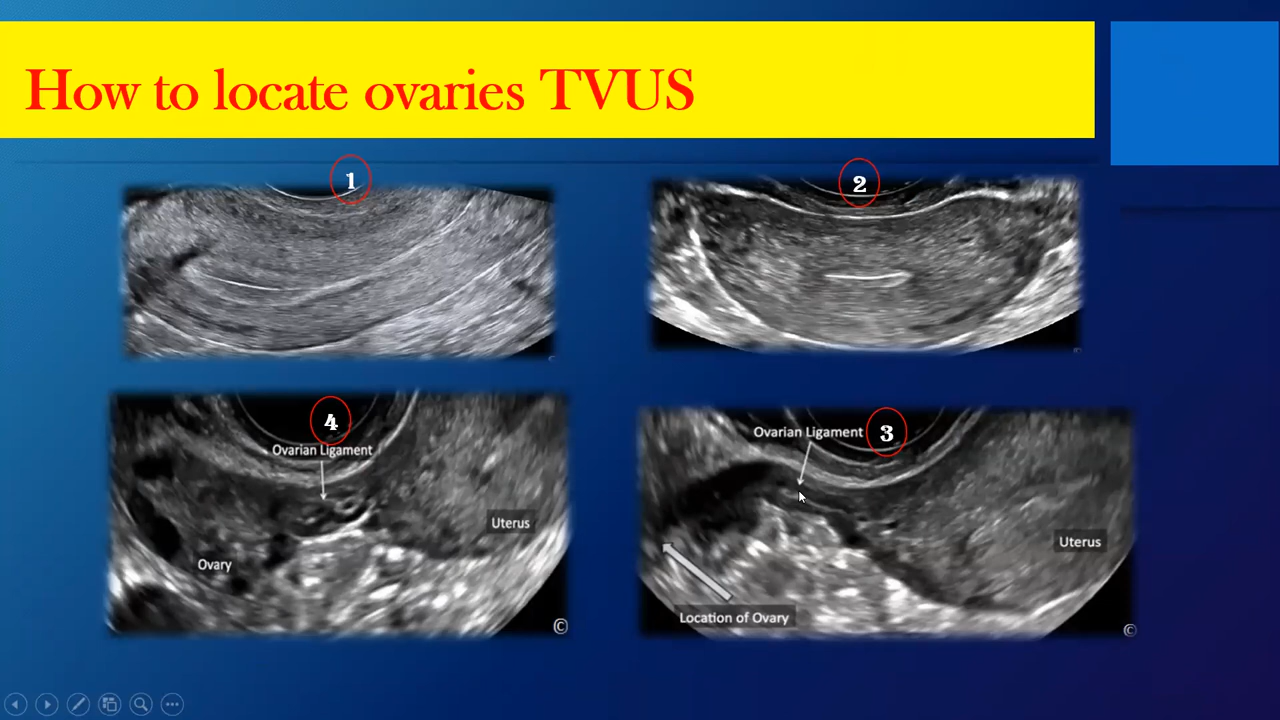 How to locate ovaries TVUS
1
2
4
Ovarian Ligament
Uterus
Ovary
©
Ovarian Ligament
3
Uterus
Location of Ovary
©